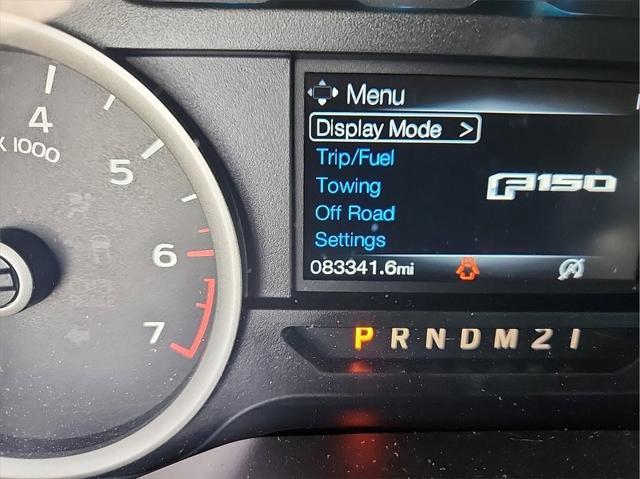 Menu
Display Mode >
Trip/Fuel
Towing
F150
Off Road
Settings
083341.6mi
P R N D M 2 1
4
X 1000
5
6
7